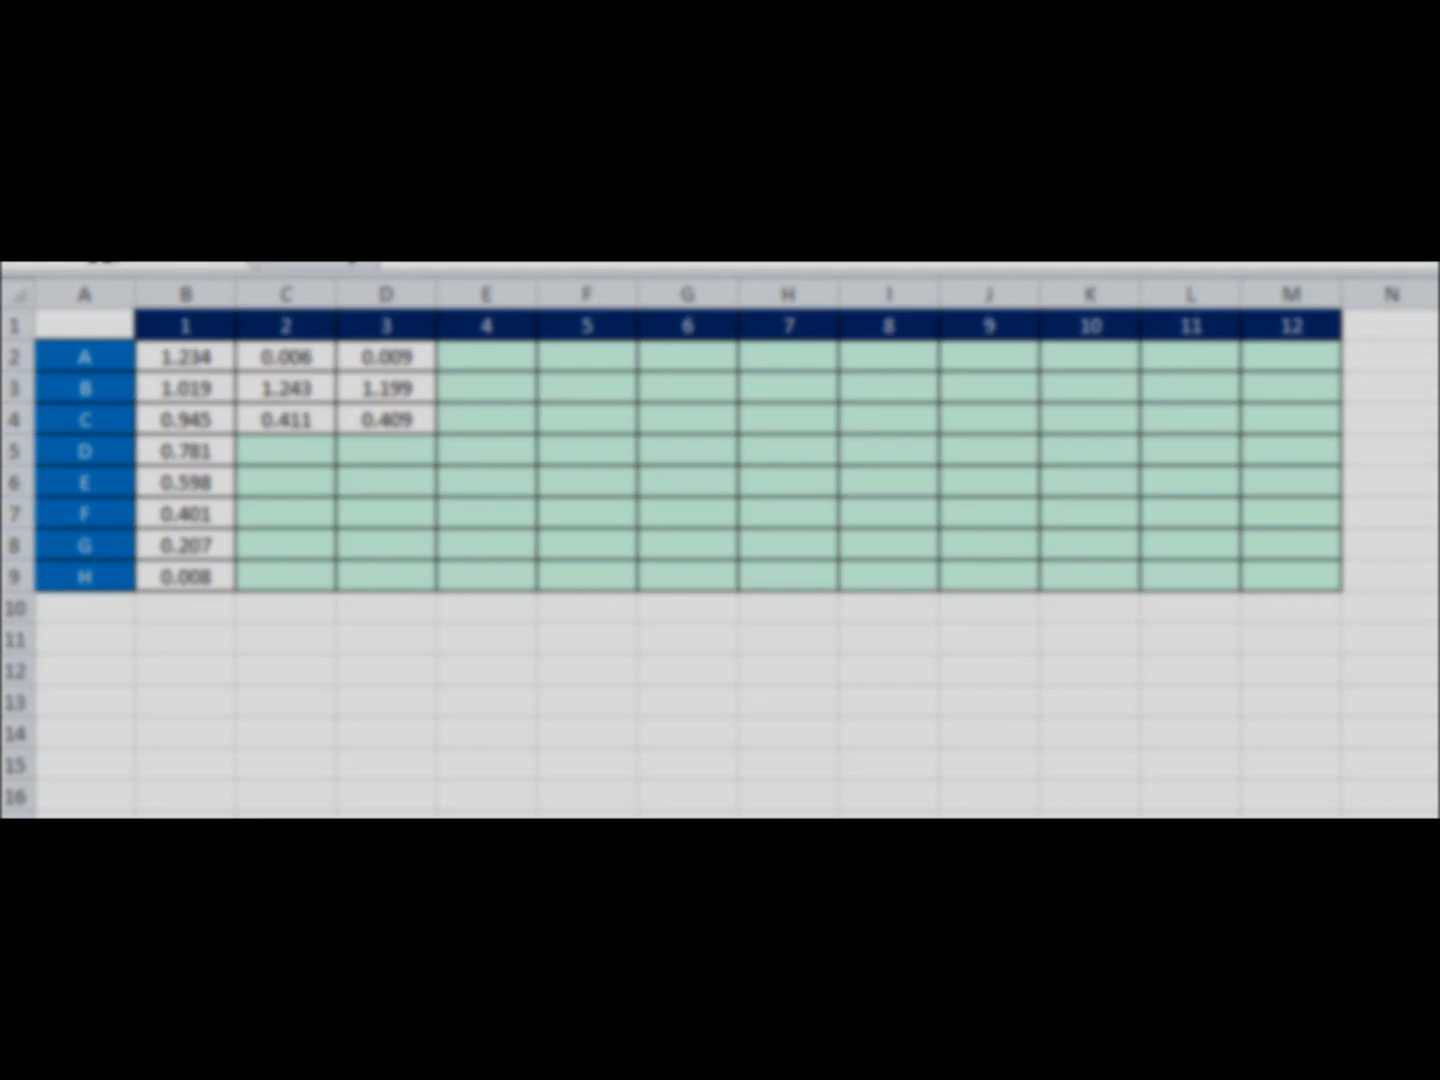 A B C D E F G H I J K L M N
1 1 2 3 4 5 6 7 8 9 10 11 12
2 A 1.234 0.006 0.009
3 B 1.019 1.243 1.199
4 C 0.945 0.411 0.409
5 D 0.781
6 E 0.598
7 F 0.401
8 G 0.207
9 H 0.008
10
11
12
13
14
15
16